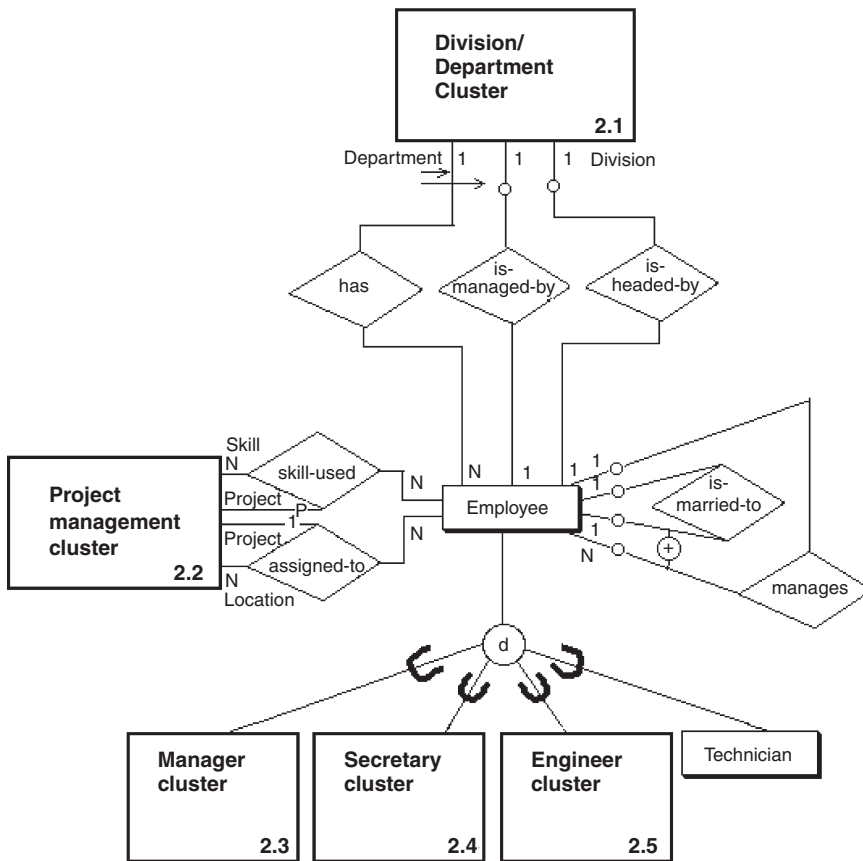 Division/
Department
Cluster
2.1
Department 1 1 1 Division
has
is-
managed-by
is-
headed-by
Skill
N
skill-used
N
Project
P
1
Project
assigned-to
N
N
Location
Project
management
cluster
2.2
N 1 1 1
Employee
1
1
N
is-
married-to
+
manages
d
Manager
cluster
2.3
Secretary
cluster
2.4
Engineer
cluster
2.5
Technician